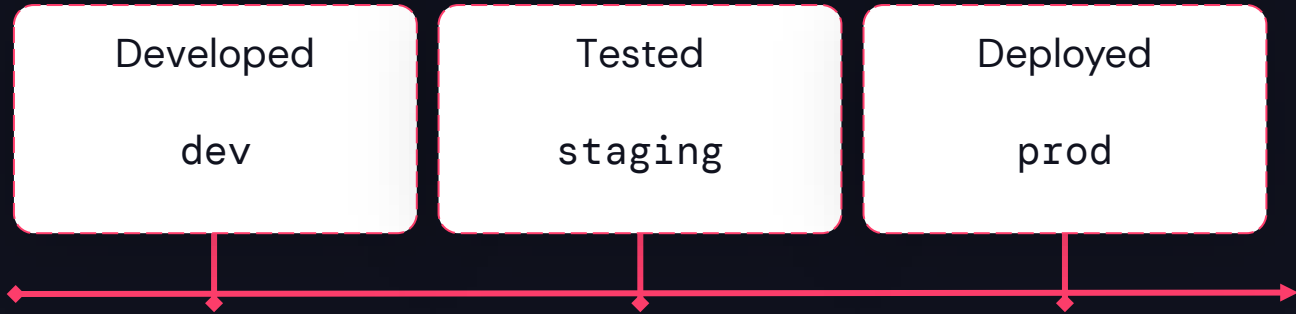 Developed
dev
Tested
staging
Deployed
prod